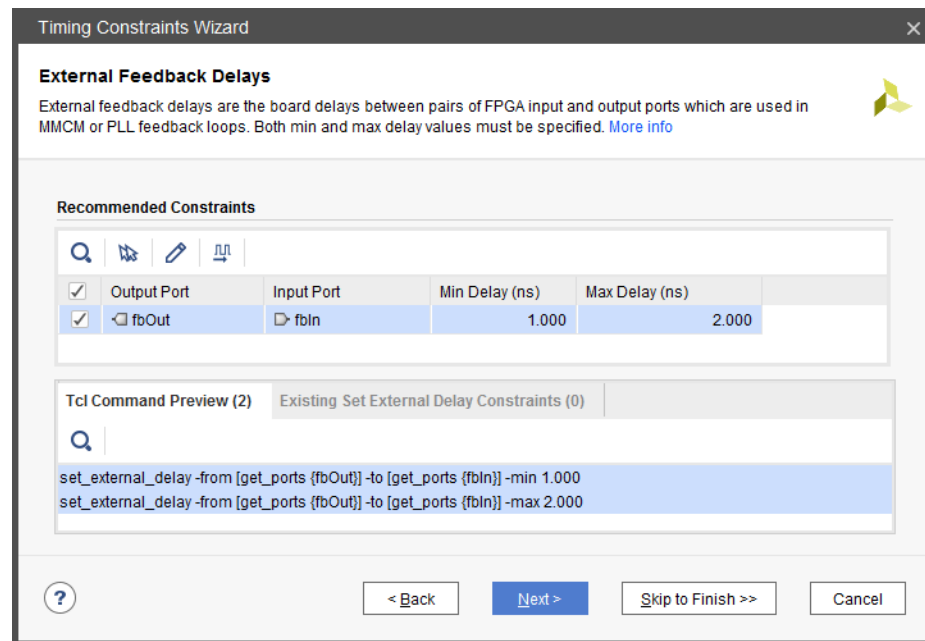 Timing Constraints Wizard
External Feedback Delays
External feedback delays are the board delays between pairs of FPGA input and output ports which are used in
MMCM or PLL feedback loops. Both min and max delay values must be specified. More info
Recommended Constraints
Output Port Input Port Min Delay (ns) Max Delay (ns)
fbOut fbIn 1.000 2.000
Tcl Command Preview (2) Existing Set External Delay Constraints (0)
set_external_delay -from [get_ports {fbOut}] -to [get_ports {fbIn}] -min 1.000
set_external_delay -from [get_ports {fbOut}] -to [get_ports {fbIn}] -max 2.000
? < Back Next > Skip to Finish >> Cancel